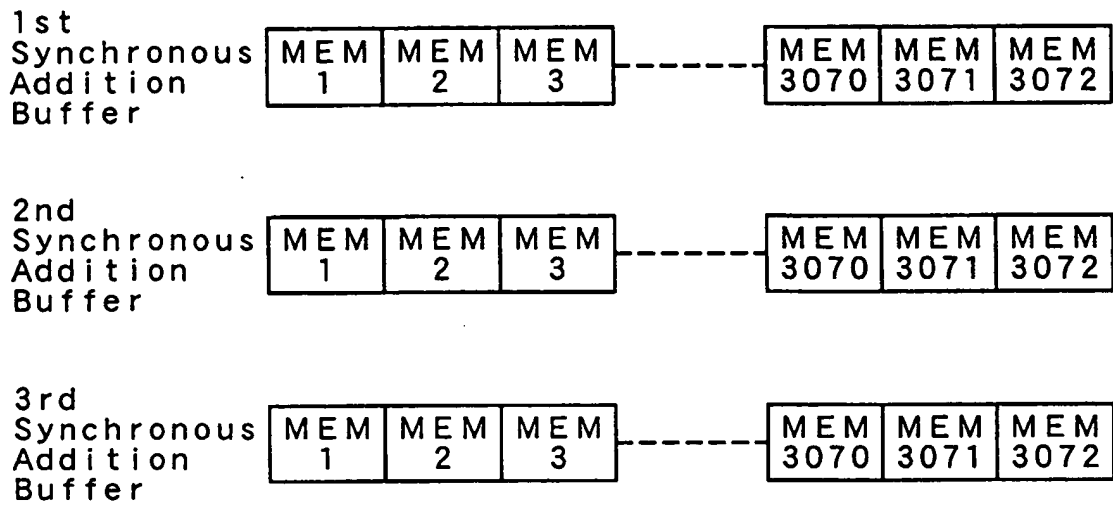 1st
Synchronous
Addition
Buffer
MEM MEM MEM MEM MEM MEM
1 2 3 3070 3071 3072
2nd
Synchronous
Addition
Buffer
MEM MEM MEM MEM MEM MEM
1 2 3 3070 3071 3072
3rd
Synchronous
Addition
Buffer
MEM MEM MEM MEM MEM MEM
1 2 3 3070 3071 3072